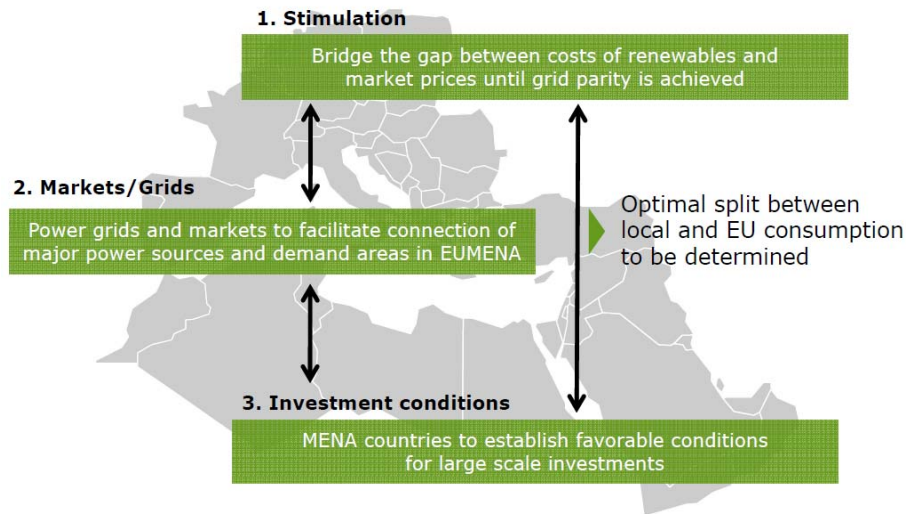 1. Stimulation
Bridge the gap between costs of renewables and
market prices until grid parity is achieved
2. Markets/Grids
Power grids and markets to facilitate connection of
major power sources and demand areas in EUMENA
Optimal split between
local and EU consumption
to be determined
3. Investment conditions
MENA countries to establish favorable conditions
for large scale investments